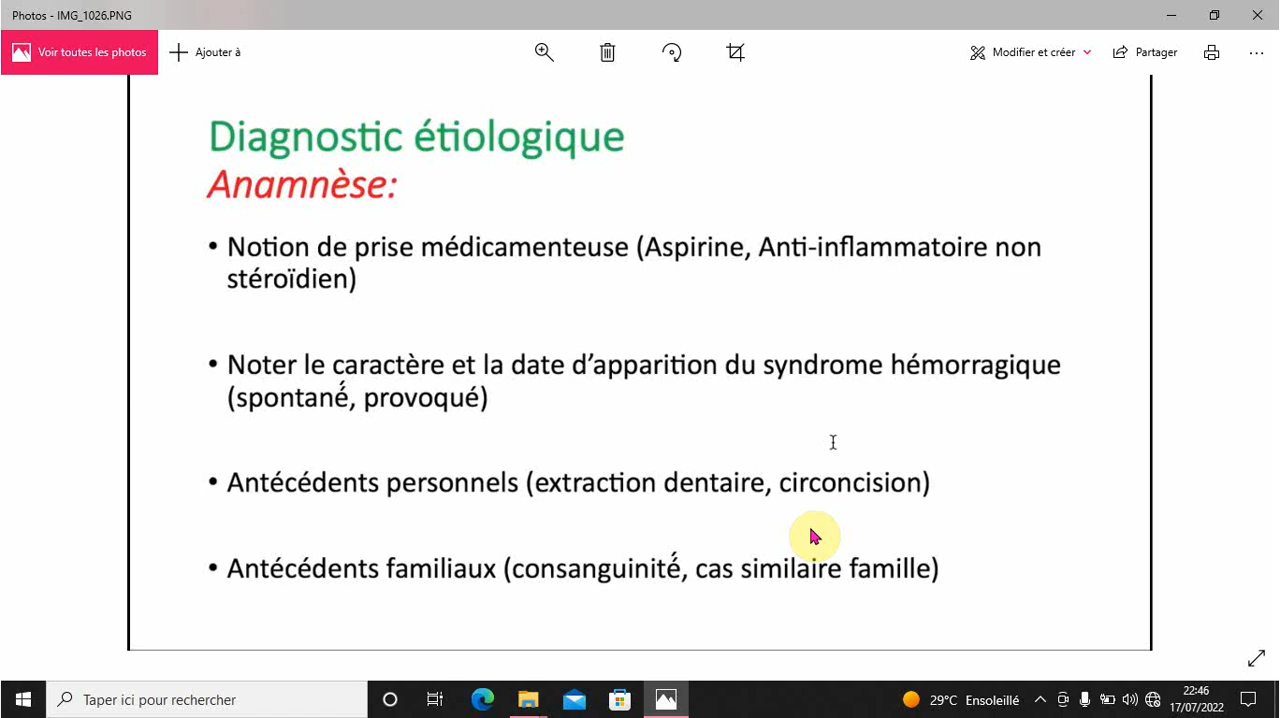 Photos - IMG_1026.PNG
Voir toutes les photos
Ajouter à
Modifier et créer
Partager
Diagnostic étiologique
Anamnèse:
• Notion de prise médicamenteuse (Aspirine, Anti-inflammatoire non
stéroïdien)
• Noter le caractère et la date d’apparition du syndrome hémorragique
(spontané́, provoqué)
• Antécédents personnels (extraction dentaire, circoncision)
• Antécédents familiaux (consanguinité́, cas similaire famille)
Taper ici pour rechercher
29°C Ensoleillé
22:46
17/07/2022